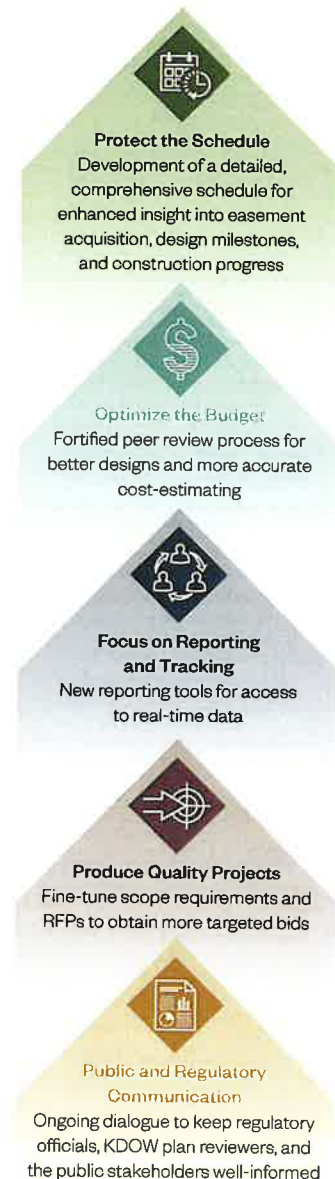 Protect the Schedule
Development of a detailed,
comprehensive schedule for
enhanced insight into easement
acquisition, design milestones,
and construction progress
$
Optimize the Budget
Fortified peer review process for
better designs and more accurate
cost-estimating
Focus on Reporting
and Tracking
New reporting tools for access
to real-time data
Produce Quality Projects
Fine-tune scope requirements and
RFPs to obtain more targeted bids
Public and Regulatory
Communication
Ongoing dialogue to keep regulatory
officials, KDOW plan reviewers, and
the public stakeholders well-informed